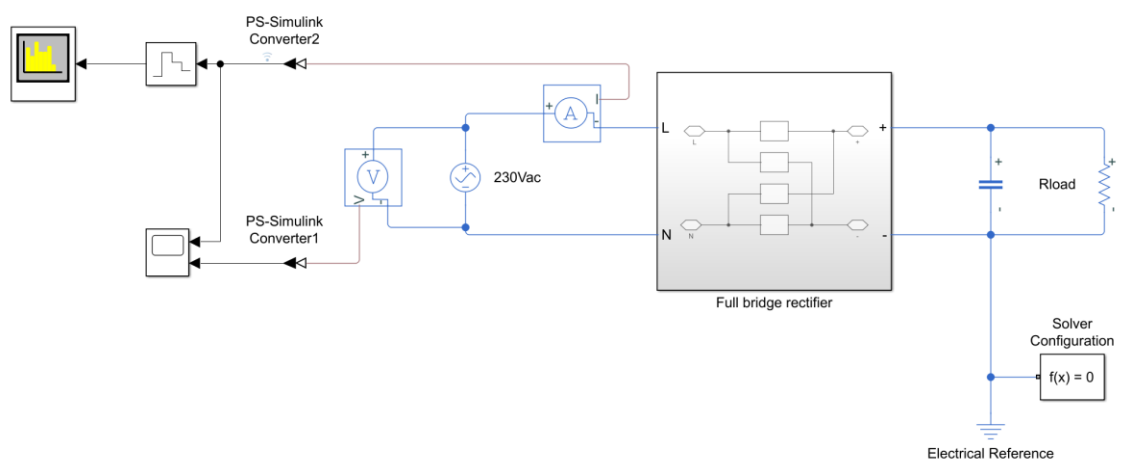 PS-Simulink
Converter2
+
A
I
-
L
+
L
+
+
+
V
-
V
+
-
230Vac
Rload
-
-
PS-Simulink
Converter1
N
N
-
-
Full bridge rectifier
Solver
Configuration
f(x) = 0
Electrical Reference